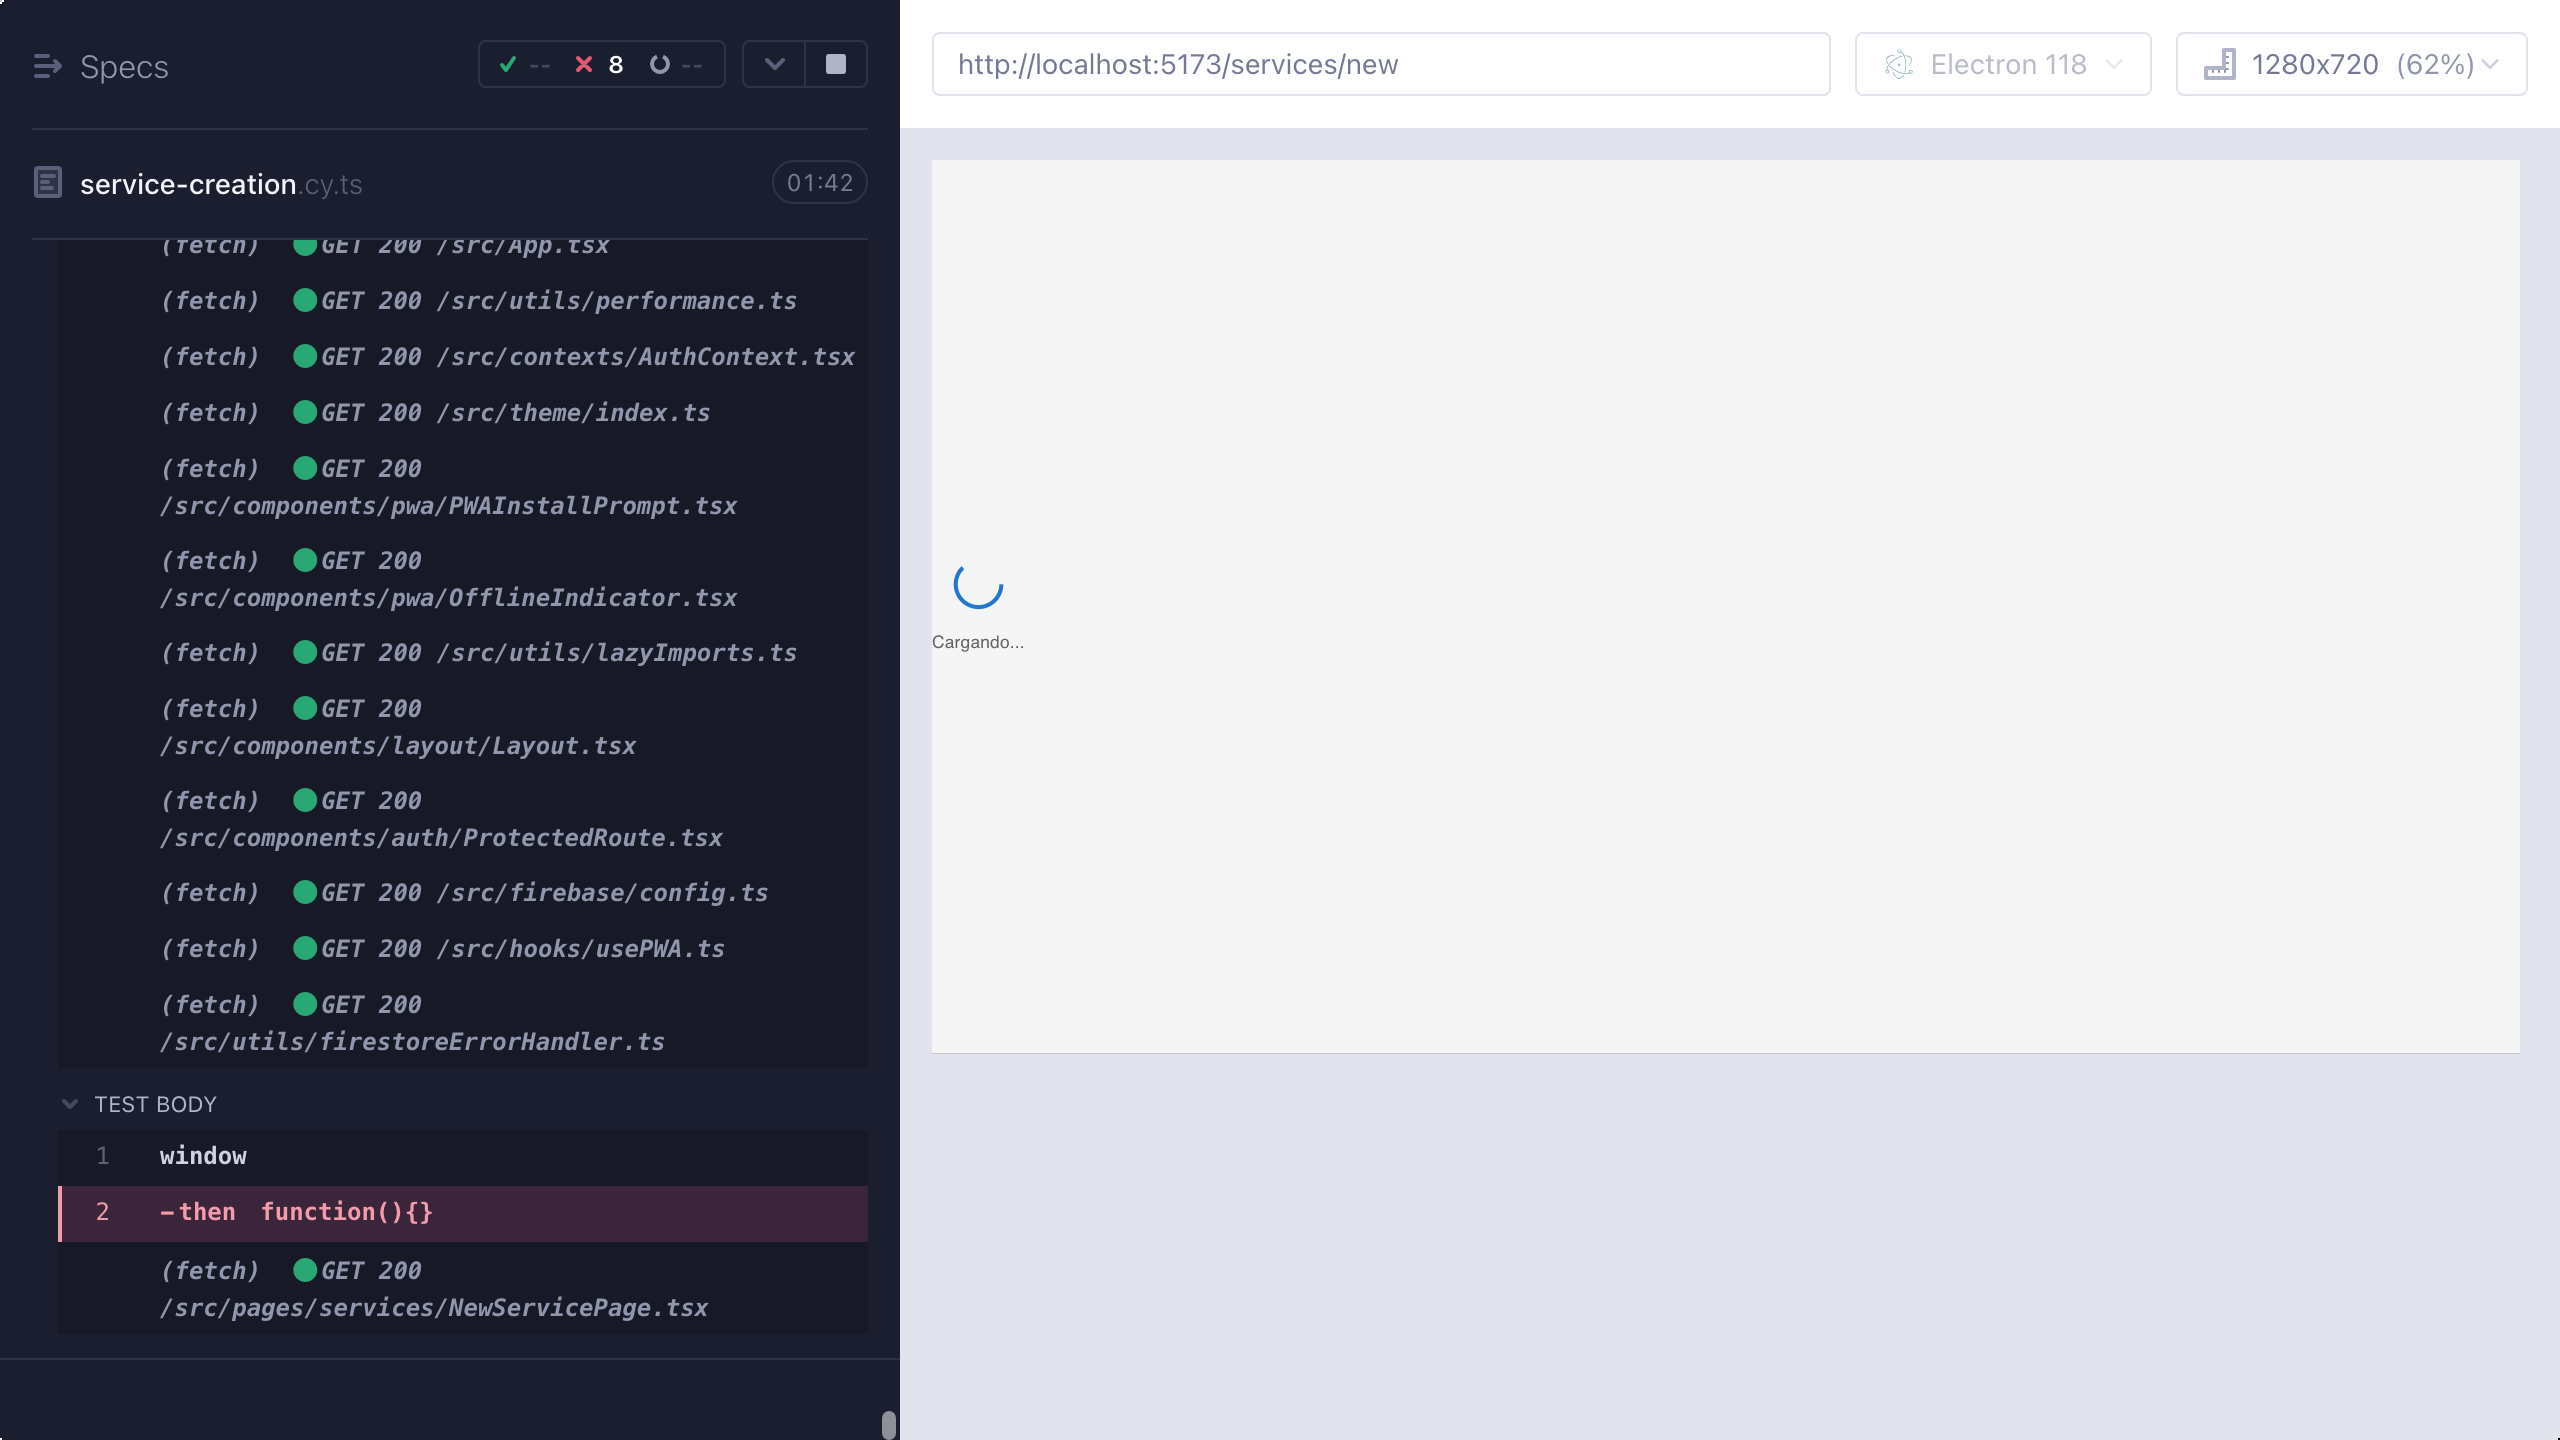 Specs
-- 8 --
service-creation.cy.ts 01:42
(fetch) GET 200 /src/App.tsx
(fetch) GET 200 /src/utils/performance.ts
(fetch) GET 200 /src/contexts/AuthContext.tsx
(fetch) GET 200 /src/theme/index.ts
(fetch) GET 200
/src/components/pwa/PWAInstallPrompt.tsx
(fetch) GET 200
/src/components/pwa/OfflineIndicator.tsx
(fetch) GET 200 /src/utils/lazyImports.ts
(fetch) GET 200
/src/components/layout/Layout.tsx
(fetch) GET 200
/src/components/auth/ProtectedRoute.tsx
(fetch) GET 200 /src/firebase/config.ts
(fetch) GET 200 /src/hooks/usePWA.ts
(fetch) GET 200
/src/utils/firestoreErrorHandler.ts
TEST BODY
1 window
2 -then function(){}
(fetch) GET 200
/src/pages/services/NewServicePage.tsx
http://localhost:5173/services/new
Electron 118
1280x720 (62%)
Cargando...